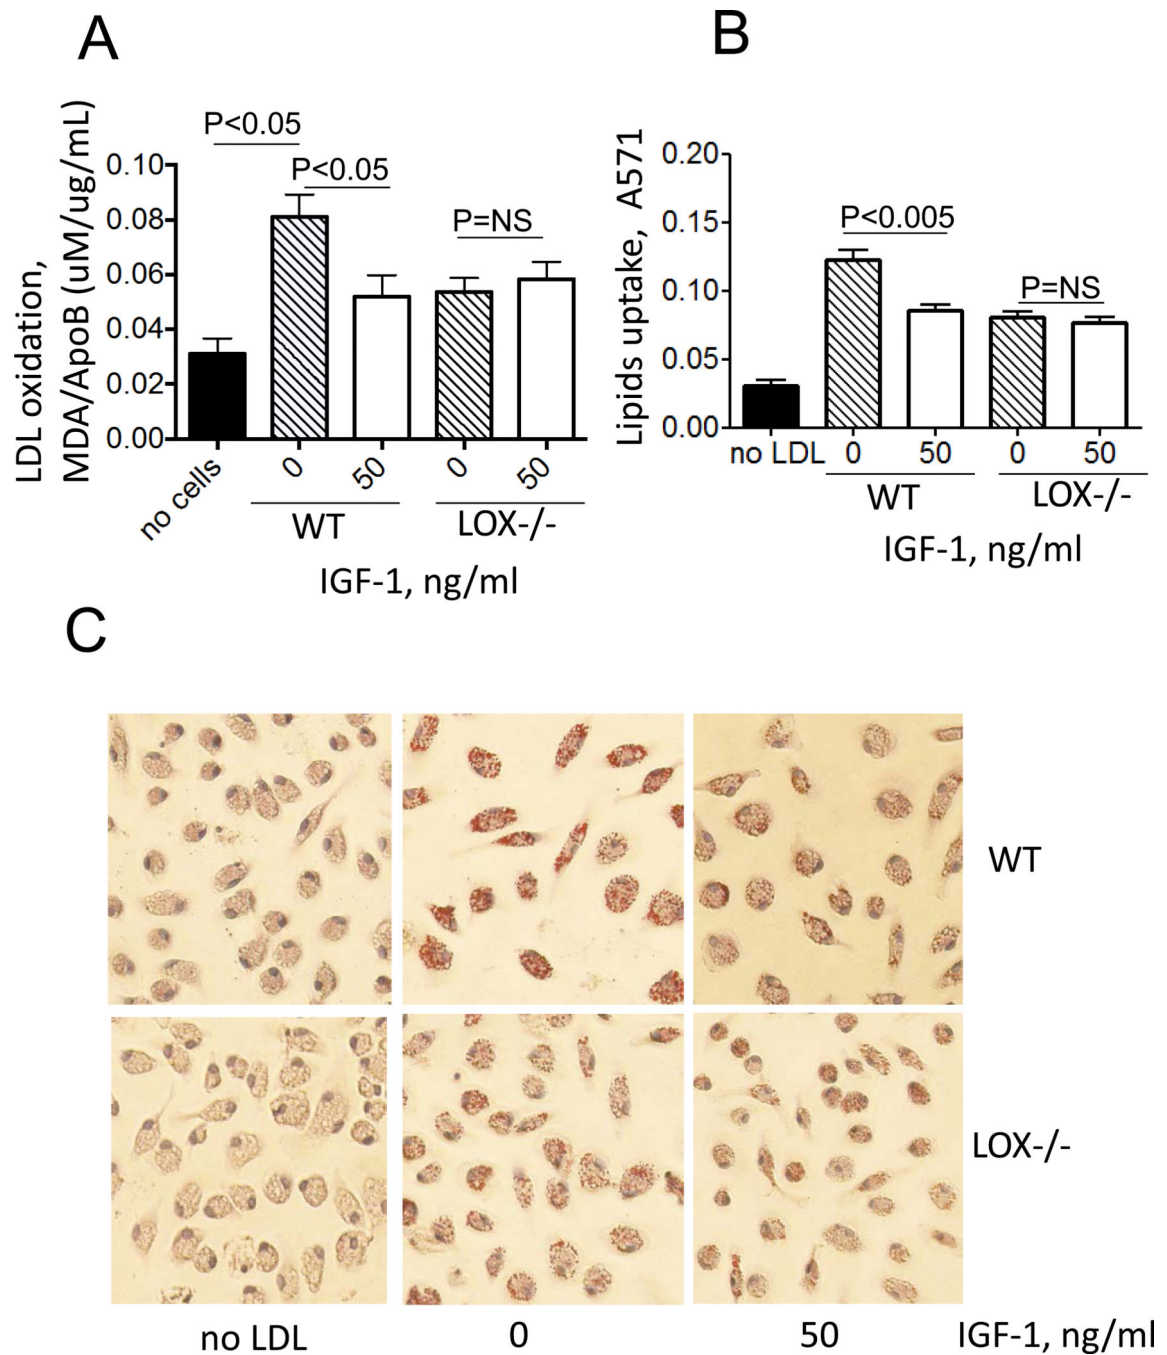 A
LDL oxidation,
MDA/ApoB (uM/ug/mL)
0.10
0.08
0.06
0.04
0.02
0.00
P<0.05
P<0.05
P=NS
no cells
0
50
0
50
WT
LOX-/-
IGF-1, ng/ml
B
Lipids uptake, A571
0.20
0.15
0.10
0.05
0.00
P<0.005
P=NS
no LDL
0
50
0
50
WT
LOX-/-
IGF-1, ng/ml
C
WT
LOX-/-
no LDL
0
50
IGF-1, ng/ml